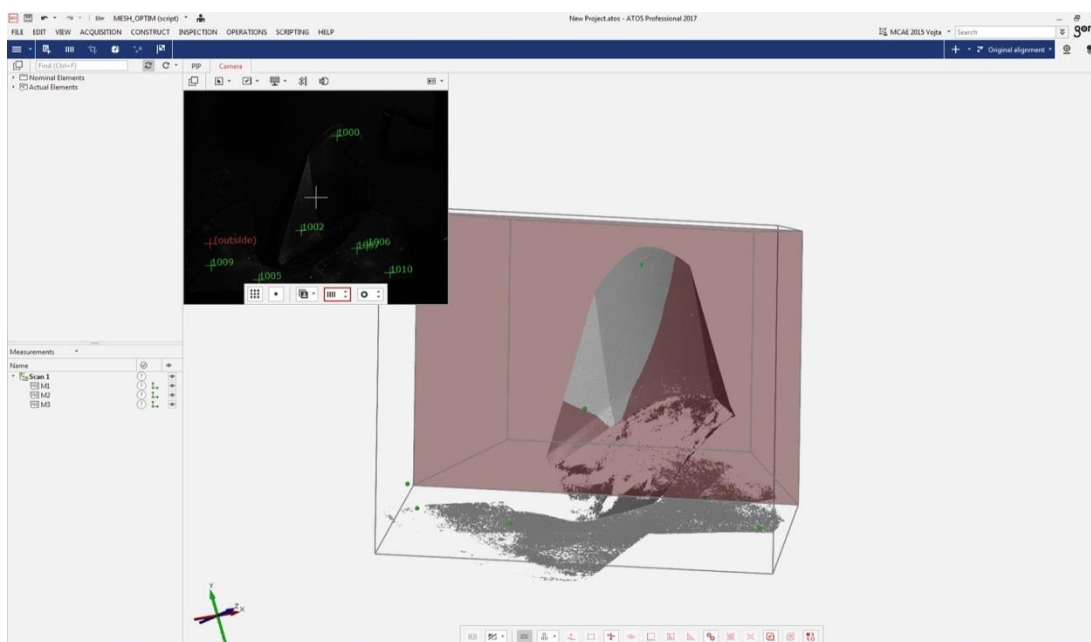 MESH_OPTIM (script)
New Project.atos - ATOS Professional 2017
FILE EDIT VIEW ACQUISITION CONSTRUCT INSPECTION OPERATIONS SCRIPTING HELP
MCAE 2015 Vojta
Search
gom
Original alignment
Find (Ctrl+F)
PIP Camera
Nominal Elements
Actual Elements
1000
1002
1006
(outside)
1009
1005
1010
Measurements
Name
Scan 1
M1
M2
M3
Y
Z X